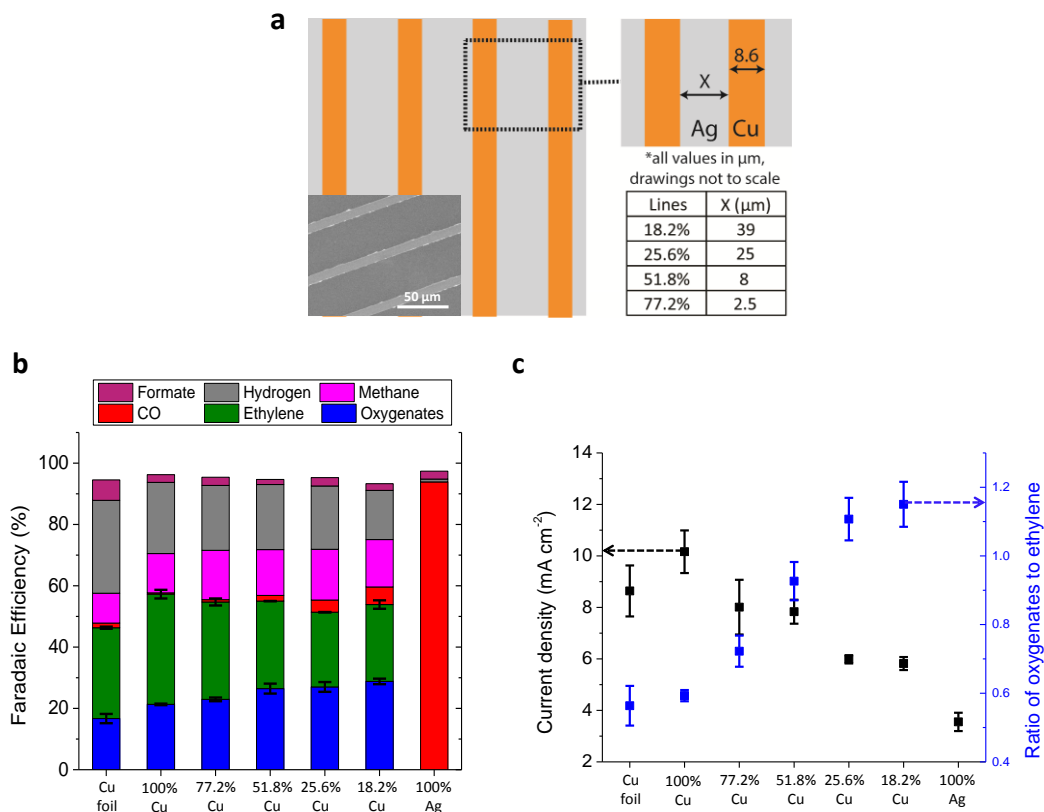 a
8.6
X
Ag Cu
*all values in µm,
drawings not to scale
Lines X (µm)
18.2% 39
25.6% 25
51.8% 8
77.2% 2.5
50 µm
b
Formate Hydrogen Methane
CO Ethylene Oxygenates
Faradaic Efficiency (%)
100
80
60
40
20
0
Cu foil
100% Cu
77.2% Cu
51.8% Cu
25.6% Cu
18.2% Cu
100% Ag
c
Current density (mA cm⁻²)
14
12
10
8
6
4
2
Ratio of oxygenates to ethylene
1.2
1.0
0.8
0.6
0.4
Cu foil
100% Cu
77.2% Cu
51.8% Cu
25.6% Cu
18.2% Cu
100% Ag